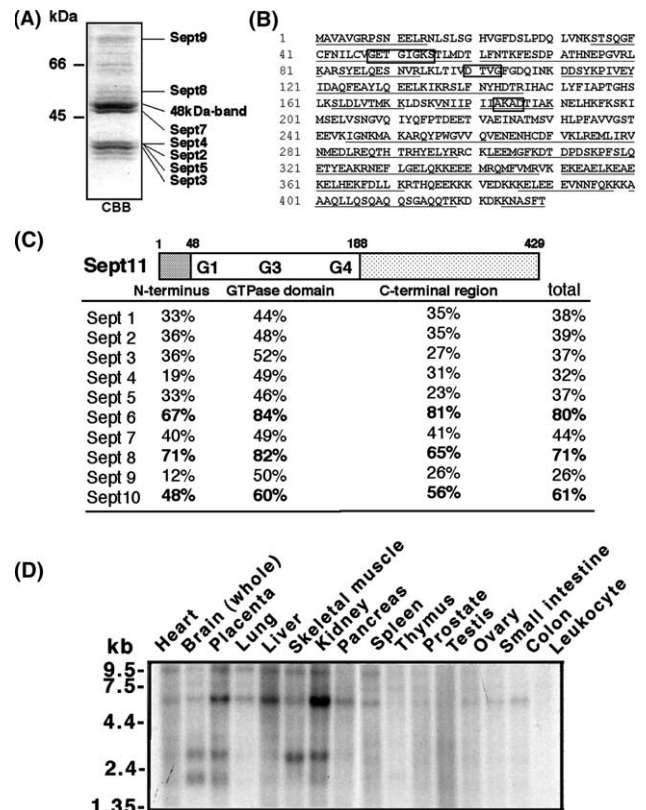 (A)
kDa
66
45
Sept9
Sept8
48kDa-band
Sept7
Sept4
Sept2
Sept5
Sept3
CBB
(B)
1 MAVAVGRPSN EELRNLSLSG HVGFDSLPDQ LVNKSTSQGF
41 CFNILCVGET GIGKSTLMDT LFNTKFESDP ATHNEPGVRL
81 KARSYELQES NVRLKLTIVD TVGFGDQINK DDSYKPIVEY
121 IDAQFEAYLQ EELKIKRSLF NYHDTRIHAC LYFIAPTGHS
161 LKSLDLVTMK KLDSKVNIIP IIAKADTIAK NELHKFKSKI
201 MSELVSNGVQ IYQFPTDEET VAEINATMSV HLPFAVVGST
241 EEVKIGNKMA KARQYPWGVV QVENENHCDF VKLREMLIRV
281 NMEDLREQTH TRHYELYRRC KLEEMGFKDT DPDSKPFSLQ
321 ETYEAKRNEF LGELQKKEEE MRQMFVMRVK EKEAELKEAE
361 KELHEKFDLL KRTHQEEKKK VEDKKKELEE EVNNFQKKKA
401 AAQLLQSQAQ QSGAQQTKKD KDKKNASFT
(C)
1 48 188 429
Sept11 G1 G3 G4
N-terminus GTPase domain C-terminal region total
Sept 1 33% 44% 35% 38%
Sept 2 36% 48% 35% 39%
Sept 3 36% 52% 27% 37%
Sept 4 19% 49% 31% 32%
Sept 5 33% 46% 23% 37%
Sept 6 67% 84% 81% 80%
Sept 7 40% 49% 41% 44%
Sept 8 71% 82% 65% 71%
Sept 9 12% 50% 26% 26%
Sept10 48% 60% 56% 61%
(D)
Heart
Brain (whole)
Placenta
Lung
Liver
Skeletal muscle
Kidney
Pancreas
Spleen
Thymus
Prostate
Testis
Ovary
Small intestine
Colon
Leukocyte
kb
9.5-
7.5-
4.4-
2.4-
1.35-